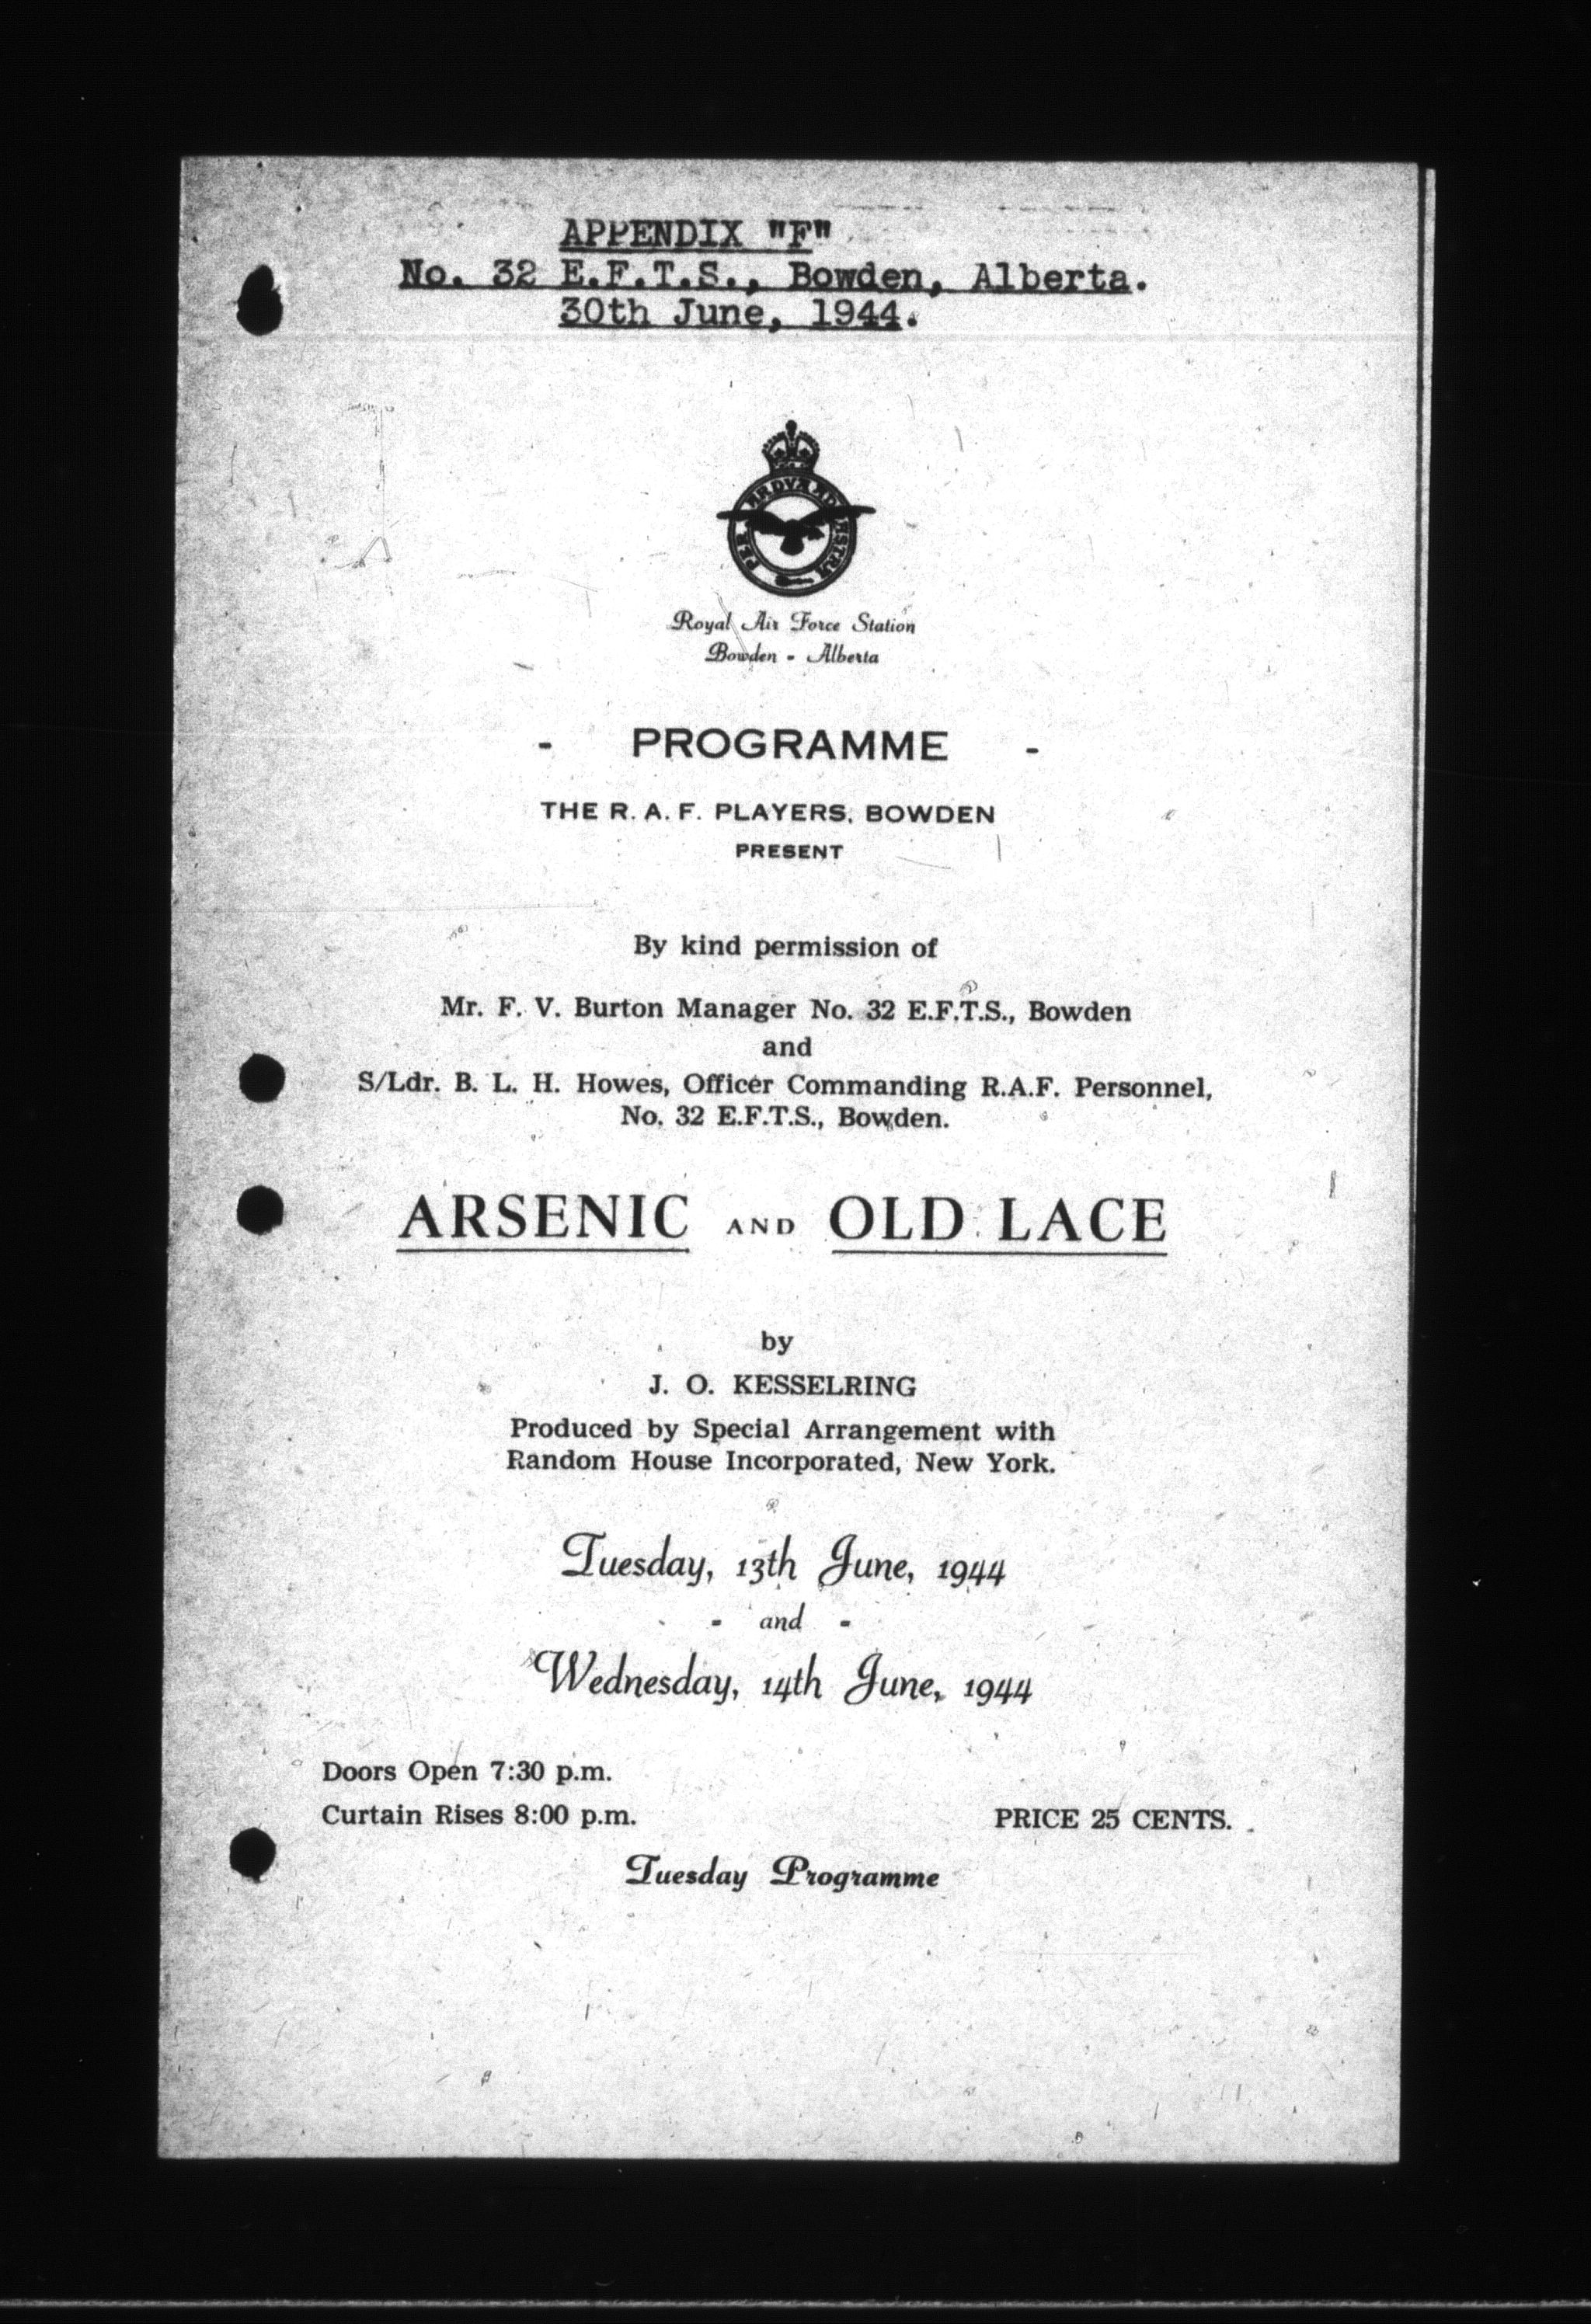 APPENDIX "F"
No. 32 E.F.T.S., Bowden, Alberta.
30th June, 1944.
PER ARDVA AD ASTRA
Royal Air Force Station
Bowden - Alberta
- PROGRAMME -
THE R. A. F. PLAYERS, BOWDEN
PRESENT
By kind permission of
Mr. F. V. Burton Manager No. 32 E.F.T.S., Bowden
and
S/Ldr. B. L. H. Howes, Officer Commanding R.A.F. Personnel,
No. 32 E.F.T.S., Bowden.
ARSENIC AND OLD LACE
by
J. O. KESSELRING
Produced by Special Arrangement with
Random House Incorporated, New York.
Tuesday, 13th June, 1944
- and -
Wednesday, 14th June, 1944
Doors Open 7:30 p.m.
Curtain Rises 8:00 p.m. PRICE 25 CENTS.
Tuesday Programme